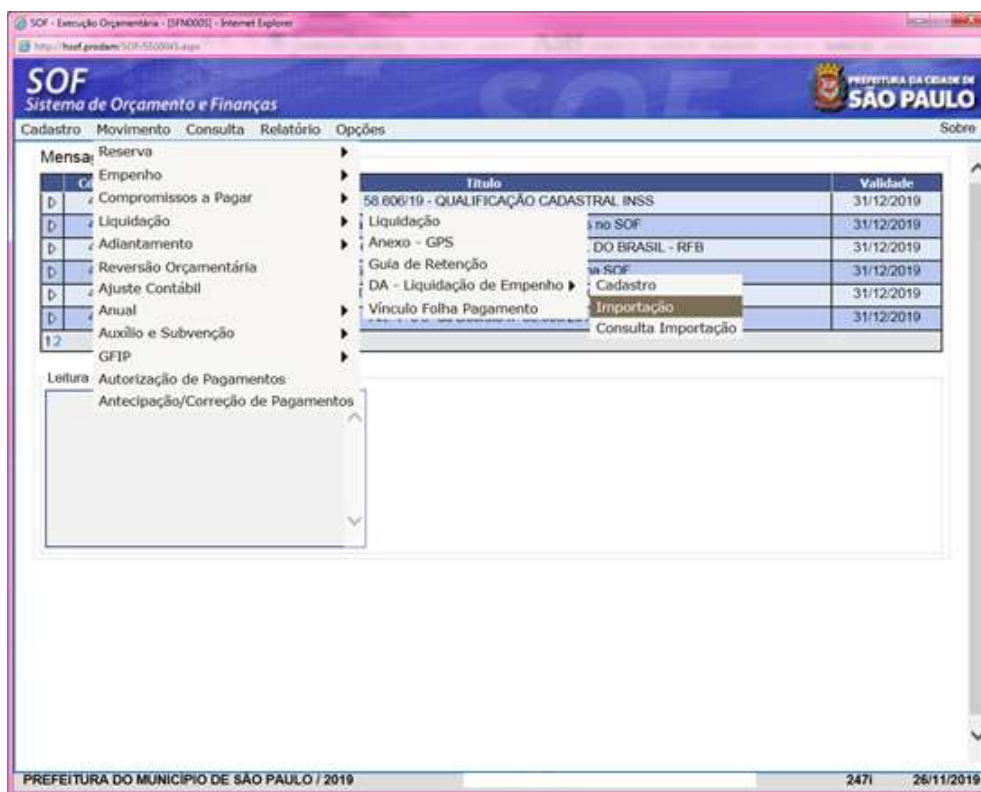 SOF - Execução Orçamentária - [SFN0005] - Internet Explorer
SOF
Sistema de Orçamento e Finanças
PREFEITURA DA CIDADE DE
SÃO PAULO
Cadastro Movimento Consulta Relatório Opções Sobre
Mensa
Título Validade
58.606/19 - QUALIFICAÇÃO CADASTRAL INSS 31/12/2019
no SOF 31/12/2019
DO BRASIL - RFB 31/12/2019
SOF 31/12/2019
31/12/2019
31/12/2019
1 2
Reserva
Empenho
Compromissos a Pagar
Liquidação
Adiantamento
Reversão Orçamentária
Ajuste Contábil
Anual
Auxílio e Subvenção
GFIP
Autorização de Pagamentos
Antecipação/Correção de Pagamentos
Liquidação
Anexo - GPS
Guia de Retenção
DA - Liquidação de Empenho
Vínculo Folha Pagamento
Cadastro
Importação
Consulta Importação
Leitura
PREFEITURA DO MUNICÍPIO DE SÃO PAULO / 2019 247i 26/11/2019